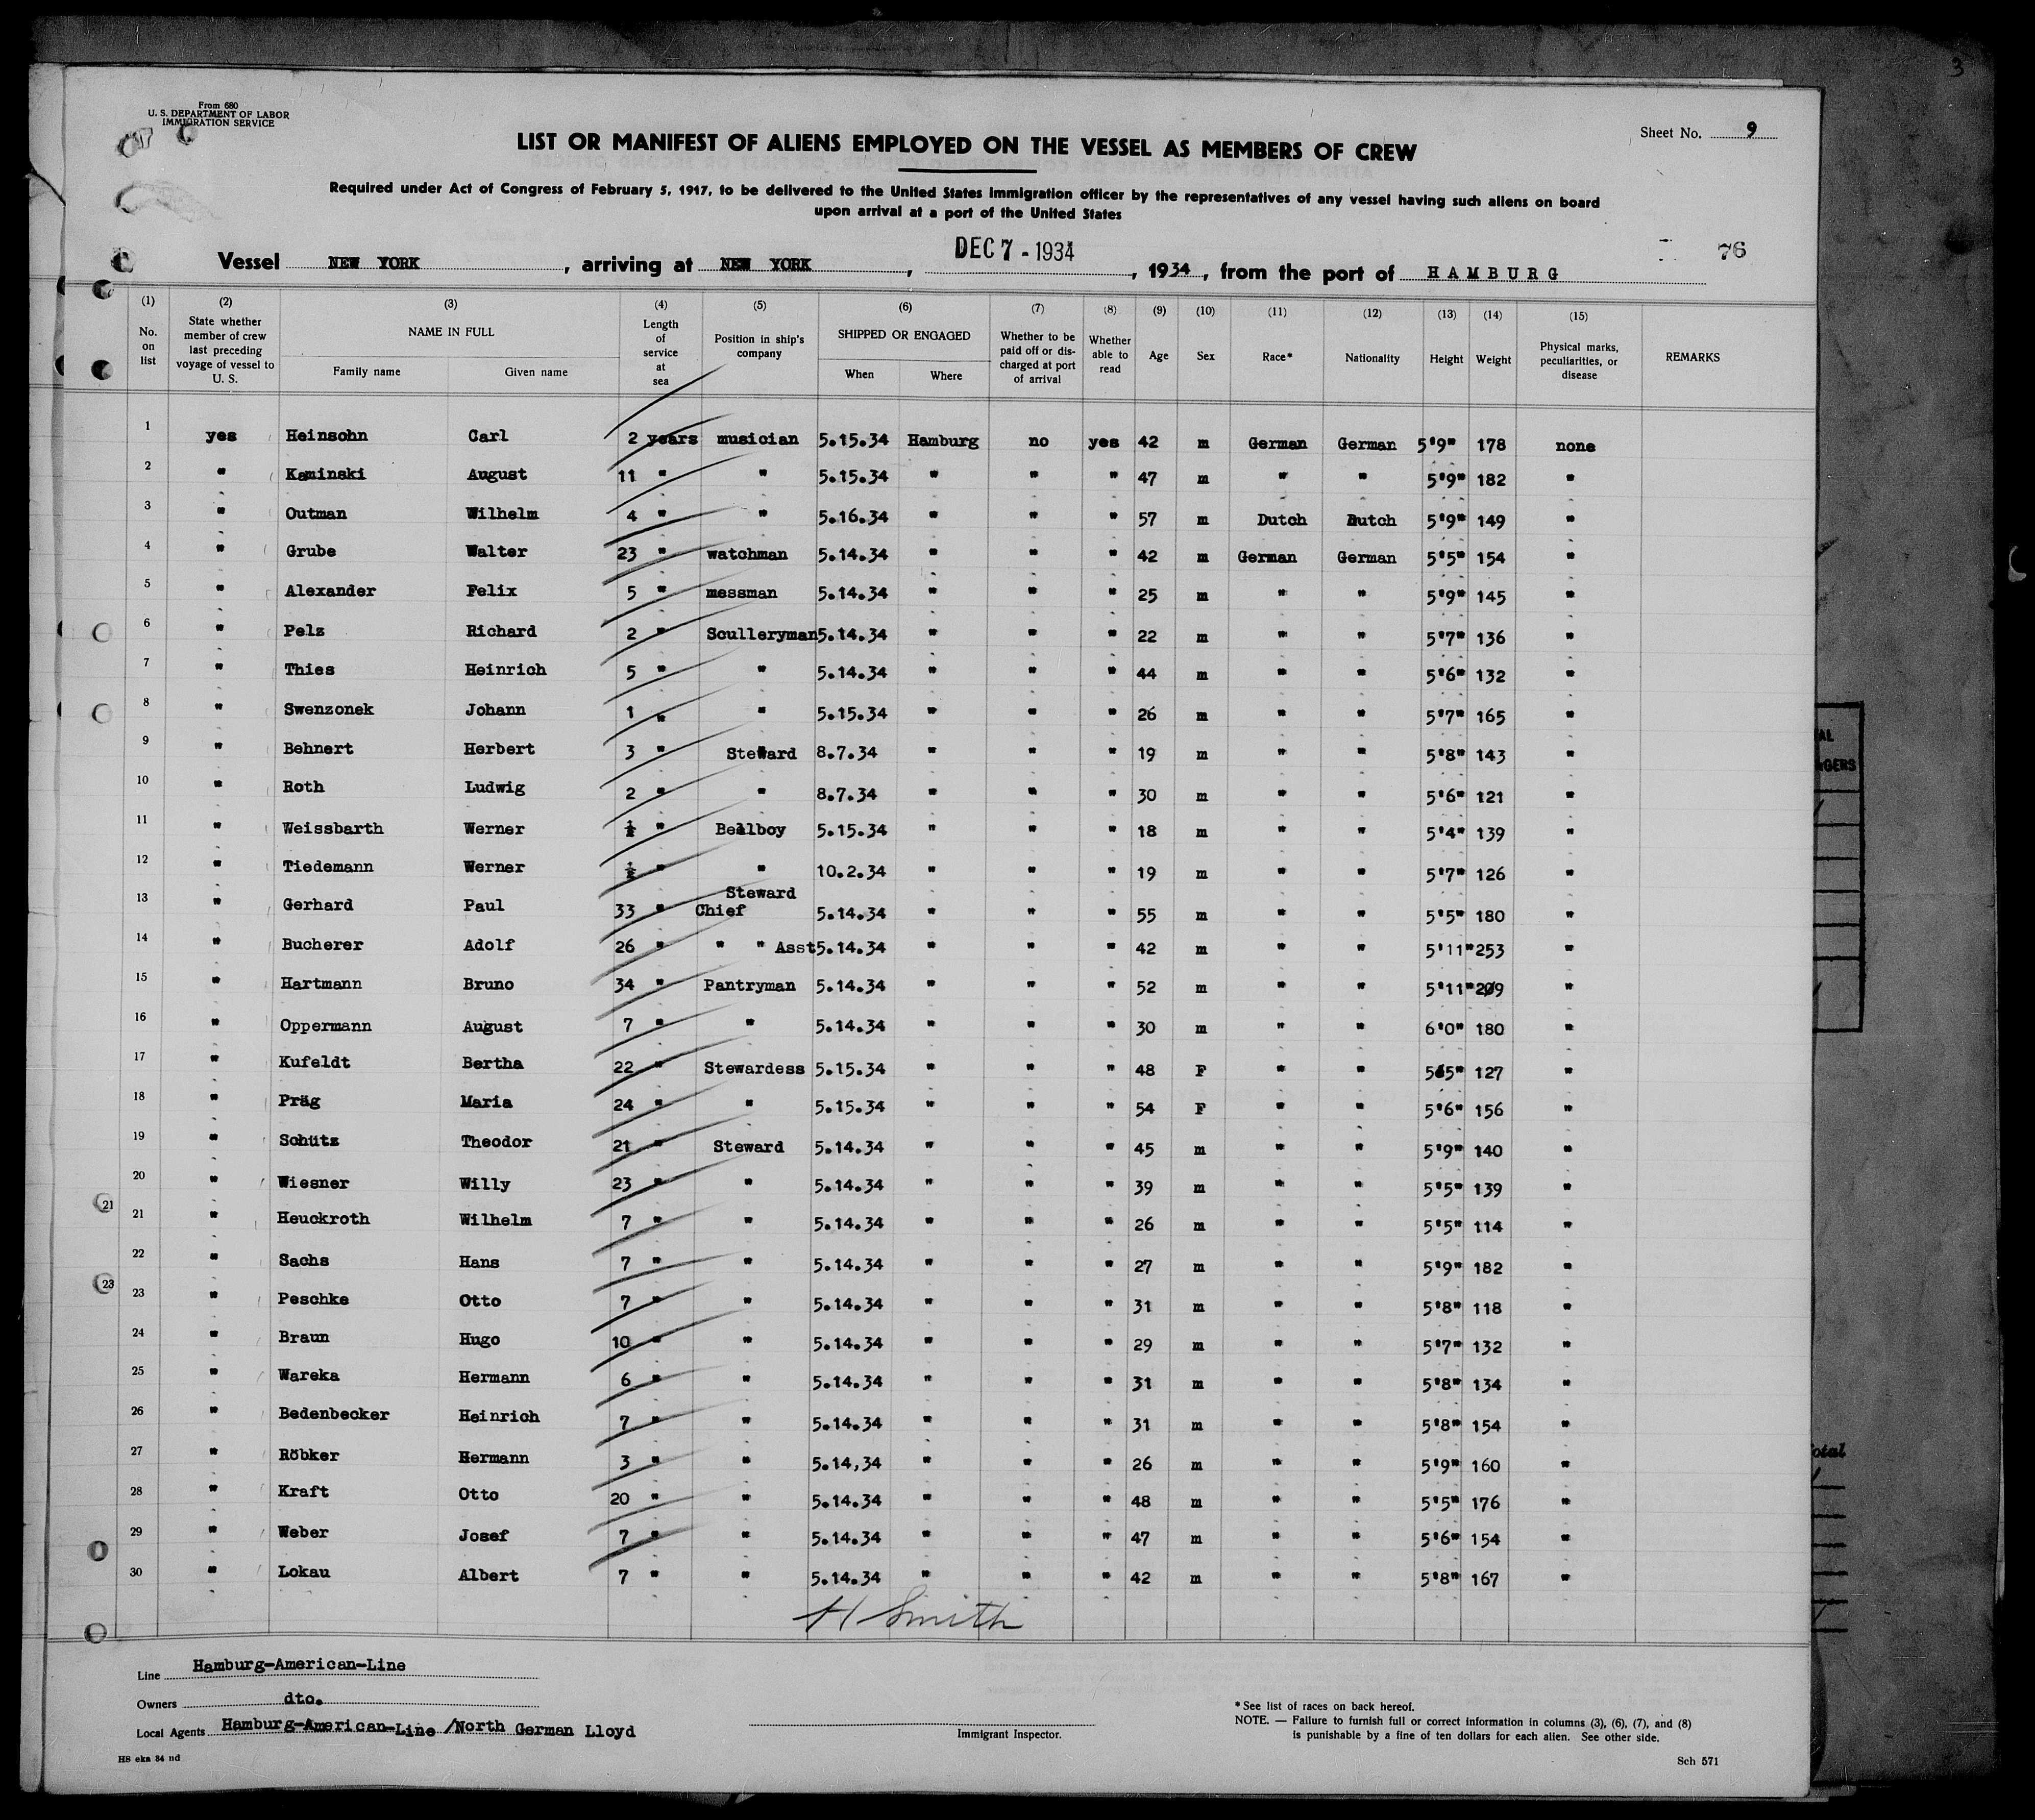 3
From 680
U. S. DEPARTMENT OF LABOR
IMMIGRATION SERVICE
Sheet No. 9
LIST OR MANIFEST OF ALIENS EMPLOYED ON THE VESSEL AS MEMBERS OF CREW
Required under Act of Congress of February 5, 1917, to be delivered to the United States immigration officer by the representatives of any vessel having such aliens on board
upon arrival at a port of the United States
Vessel NEW YORK, arriving at NEW YORK, DEC 7 - 1934, 1934, from the port of HAMBURG
76
(1) (2) (3) (4) (5) (6) (7) (8) (9) (10) (11) (12) (13) (14) (15)
No. on list State whether member of crew last preceding voyage of vessel to U. S. NAME IN FULL Family name Given name Length of service at sea Position in ship's company SHIPPED OR ENGAGED When Where Whether to be paid off or discharged at port of arrival Whether able to read Age Sex Race* Nationality Height Weight Physical marks, peculiarities, or disease REMARKS
1 yes Heinsohn Carl 2 years musician 5.15.34 Hamburg no yes 42 m German German 5'9" 178 none
2 " Kaminski August 11 " " 5.15.34 " " " 47 m " " 5'9" 182 "
3 " Outman Wilhelm 4 " " 5.16.34 " " " 57 m Dutch Dutch 5'9" 149 "
4 " Grube Walter 23 " watchman 5.14.34 " " " 42 m German German 5'5" 154 "
5 " Alexander Felix 5 " messman 5.14.34 " " " 25 m " " 5'9" 145 "
6 " Pelz Richard 2 " Sculleryman 5.14.34 " " " 22 m " " 5'7" 136 "
7 " Thies Heinrich 5 " " 5.14.34 " " " 44 m " " 5'6" 132 "
8 " Swenzonek Johann 1 " " 5.15.34 " " " 26 m " " 5'7" 165 "
9 " Behnert Herbert 3 " Steward 8.7.34 " " " 19 m " " 5'8" 143 "
10 " Roth Ludwig 2 " " 8.7.34 " " " 30 m " " 5'6" 121 "
11 " Weissbarth Werner ½ " Bellboy 5.15.34 " " " 18 m " " 5'4" 139 "
12 " Tiedemann Werner ½ " " 10.2.34 " " " 19 m " " 5'7" 126 "
13 " Gerhard Paul 33 " Chief Steward 5.14.34 " " " 55 m " " 5'5" 180 "
14 " Bucherer Adolf 26 " " " Asst 5.14.34 " " " 42 m " " 5'11" 253 "
15 " Hartmann Bruno 34 " Pantryman 5.14.34 " " " 52 m " " 5'11" 209 "
16 " Oppermann August 7 " " 5.14.34 " " " 30 m " " 6'0" 180 "
17 " Kufeldt Bertha 22 " Stewardess 5.15.34 " " " 48 F " " 5'5" 127 "
18 " Präg Maria 24 " " 5.15.34 " " " 54 F " " 5'6" 156 "
19 " Schütz Theodor 21 " Steward 5.14.34 " " " 45 m " " 5'9" 140 "
20 " Wiesner Willy 23 " " 5.14.34 " " " 39 m " " 5'5" 139 "
21 " Heuckroth Wilhelm 7 " " 5.14.34 " " " 26 m " " 5'5" 114 "
22 " Sachs Hans 7 " " 5.14.34 " " " 27 m " " 5'9" 182 "
23 " Peschke Otto 7 " " 5.14.34 " " " 31 m " " 5'8" 118 "
24 " Braun Hugo 10 " " 5.14.34 " " " 29 m " " 5'7" 132 "
25 " Wareka Hermann 6 " " 5.14.34 " " " 31 m " " 5'8" 134 "
26 " Bedenbecker Heinrich 7 " " 5.14.34 " " " 31 m " " 5'8" 154 "
27 " Röbker Hermann 3 " " 5.14,34 " " " 26 m " " 5'9" 160 "
28 " Kraft Otto 20 " " 5.14.34 " " " 48 m " " 5'5" 176 "
29 " Weber Josef 7 " " 5.14.34 " " " 47 m " " 5'6" 154 "
30 " Lokau Albert 7 " " 5.14.34 " " " 42 m " " 5'8" 167 "
21
23
H Smith
Line Hamburg-American-Line
Owners dto.
Local Agents Hamburg-American-Line /North German Lloyd
Immigrant Inspector.
* See list of races on back hereof.
NOTE. — Failure to furnish full or correct information in columns (3), (6), (7), and (8)
is punishable by a fine of ten dollars for each alien. See other side.
HS eka 34 nd
Sch 571